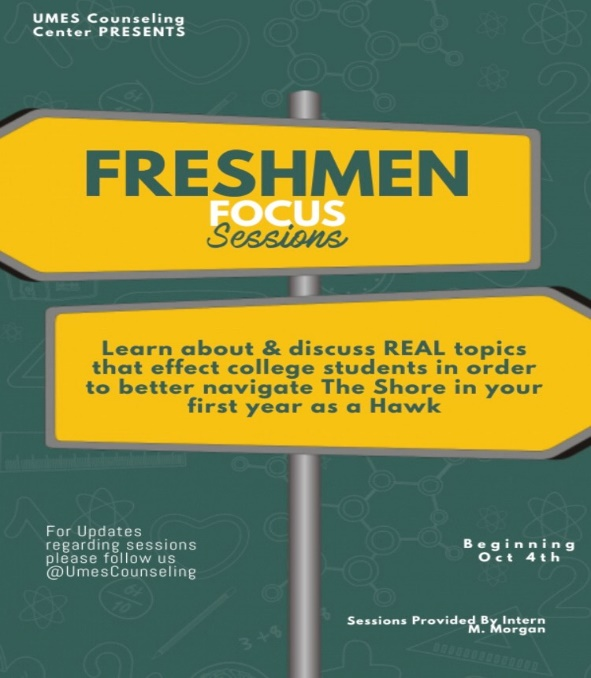 UMES Counseling
Center PRESENTS
FRESHMEN
FOCUS
Sessions
Learn about & discuss REAL topics
that effect college students in order
to better navigate The Shore in your
first year as a Hawk
For Updates
regarding sessions
please follow us
@UmesCounseling
Beginning
Oct 4th
Sessions Provided By Intern
M. Morgan